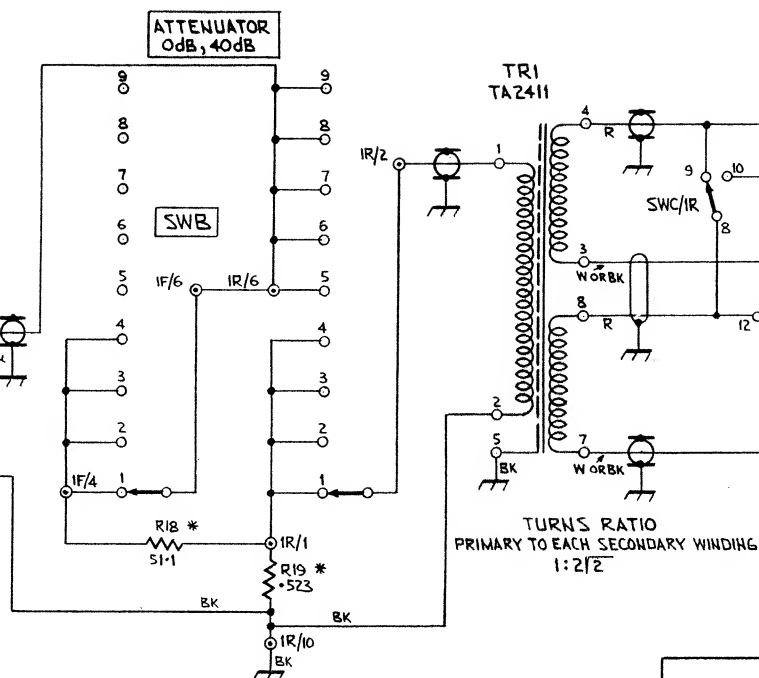 ATTENUATOR
0dB, 40dB
TR1
TA2411
9
9
8
8
7
7
6
6
5
5
4
4
3
3
2
2
1
1
SWB
1F/6
1R/6
1F/4
1R/2
1R/1
1R/10
R18 *
51·1
R19 *
·523
BK
BK
BK
1
2
5
BK
4
R
3
W OR BK
8
R
7
W OR BK
9
10
SWC/1R
8
12
TURNS RATIO
PRIMARY TO EACH SECONDARY WINDING
1:2√2